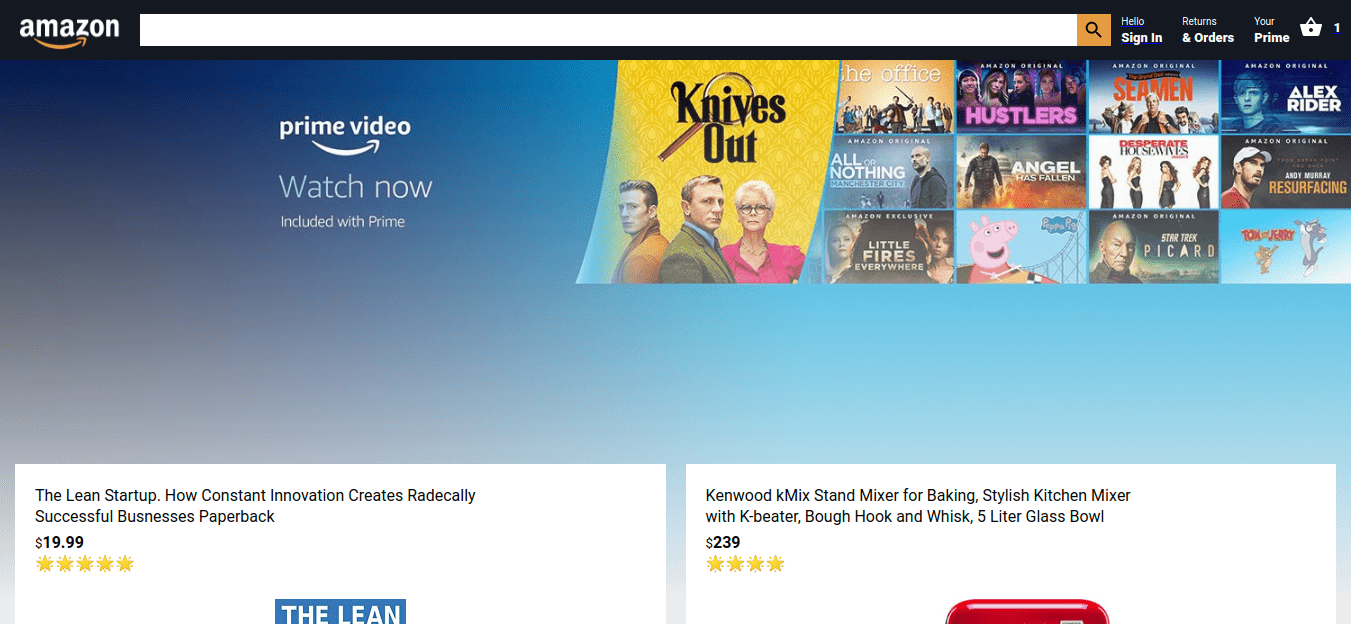 amazon
Hello
Sign In
Returns
& Orders
Your
Prime
1
prime video
Watch now
Included with Prime
Knives
Out
the office
AMAZON ORIGINAL
HUSTLERS
AMAZON ORIGINAL
The Grand Tour
SEAMEN
AMAZON ORIGINAL
ALEX
RIDER
AMAZON ORIGINAL
ALL OR
NOTHING
MANCHESTER CITY
ANGEL
HAS FALLEN
DESPERATE
HOUSEWIVES
AMAZON ORIGINAL
ANDY MURRAY
RESURFACING
AMAZON EXCLUSIVE
LITTLE
FIRES
EVERYWHERE
Peppa Pig
AMAZON ORIGINAL
STAR TREK
PICARD
TOM AND JERRY
The Lean Startup. How Constant Innovation Creates Radecally
Successful Busnesses Paperback
$19.99
Kenwood kMix Stand Mixer for Baking, Stylish Kitchen Mixer
with K-beater, Bough Hook and Whisk, 5 Liter Glass Bowl
$239
THE LEAN